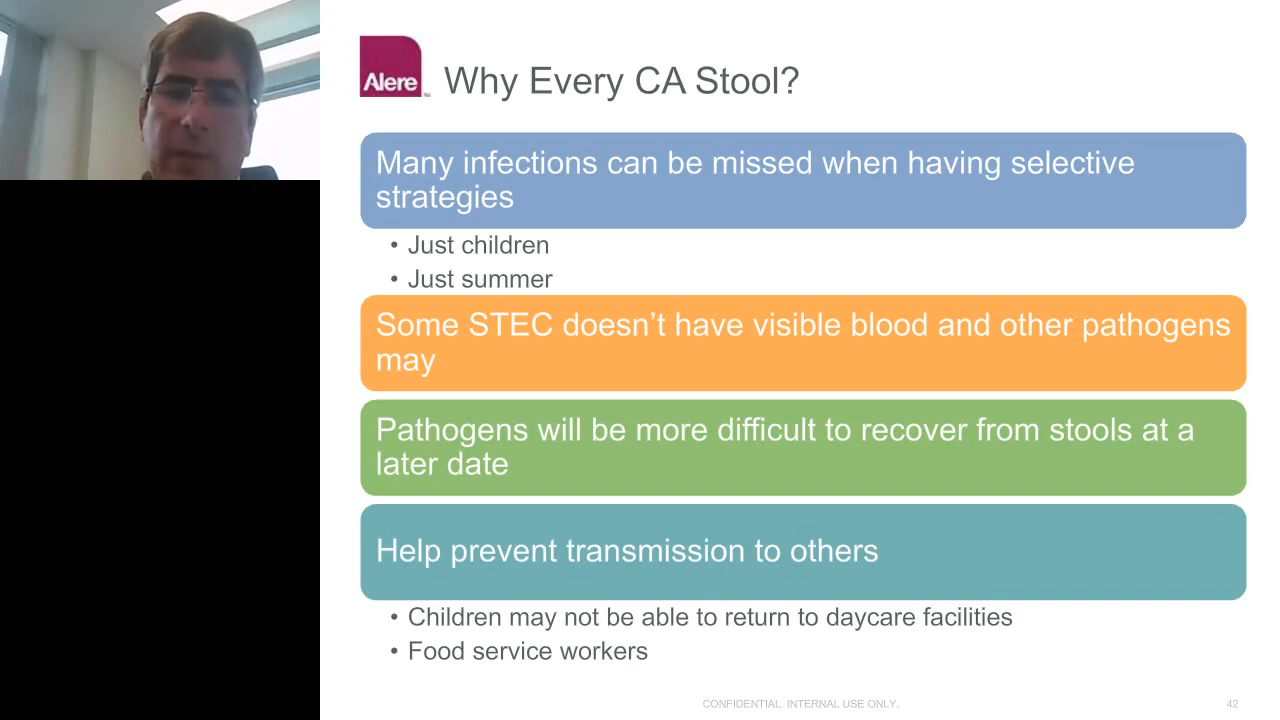 Alere
Why Every CA Stool?
Many infections can be missed when having selective
strategies
• Just children
• Just summer
Some STEC doesn’t have visible blood and other pathogens
may
Pathogens will be more difficult to recover from stools at a
later date
Help prevent transmission to others
• Children may not be able to return to daycare facilities
• Food service workers
CONFIDENTIAL. INTERNAL USE ONLY.
42